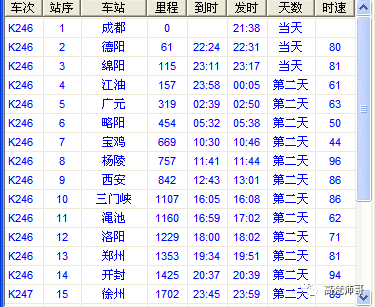 车次 站序 车站 里程 到时 发时 天数 时速
K246 1 成都 0 21:38 当天
K246 2 德阳 61 22:24 22:31 当天 80
K246 3 绵阳 115 23:11 23:17 当天 81
K246 4 江油 157 23:58 00:05 第二天 61
K246 5 广元 319 02:39 02:50 第二天 63
K246 6 略阳 454 05:32 05:38 第二天 50
K246 7 宝鸡 669 10:30 10:46 第二天 44
K246 8 杨陵 757 11:41 11:44 第二天 96
K246 9 西安 842 12:43 13:01 第二天 86
K246 10 三门峡 1107 16:05 16:08 第二天 86
K246 11 渑池 1160 16:59 17:02 第二天 62
K246 12 洛阳 1229 18:00 18:02 第二天 71
K246 13 郑州 1353 19:34 19:51 第二天 81
K246 14 开封 1425 20:37 20:39 第二天 94
K247 15 徐州 1702 23:45 23:59 第二天